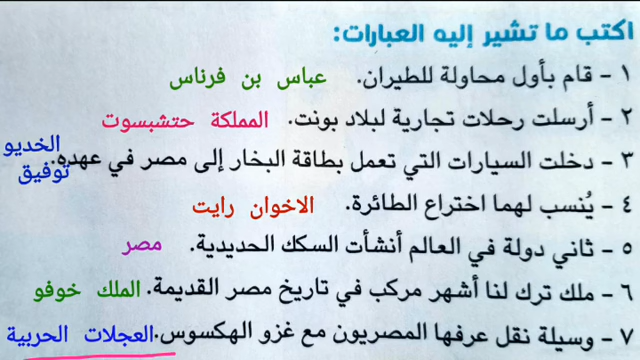 اكتب ما تشير إليه العبارات:
١ - قام بأول محاولة للطيران. عباس بن فرناس
٢ - أرسلت رحلات تجارية لبلاد بونت. المملكة حتشبسوت
٣ - دخلت السيارات التي تعمل بطاقة البخار إلى مصر في عهده. الخديو توفيق
٤ - يُنسب لهما اختراع الطائرة. الاخوان رايت
٥ - ثاني دولة في العالم أنشأت السكك الحديدية. مصر
٦ - ملك ترك لنا أشهر مركب في تاريخ مصر القديمة. الملك خوفو
٧ - وسيلة نقل عرفها المصريون مع غزو الهكسوس. العجلات الحربية